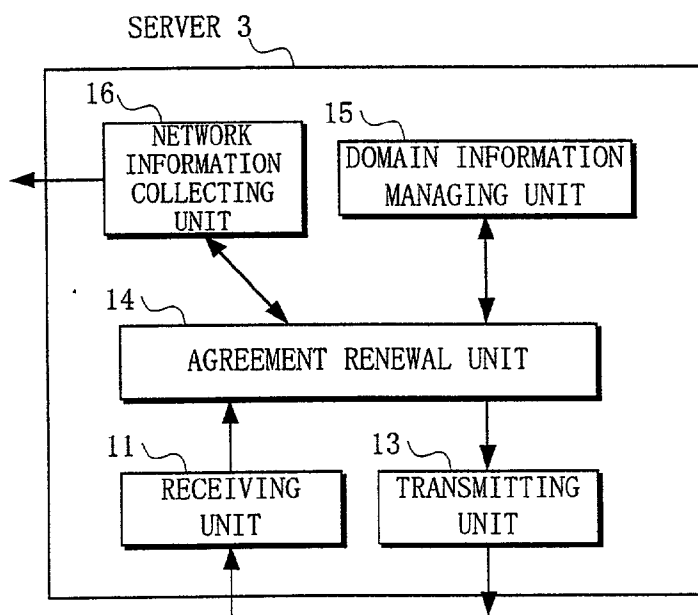 SERVER 3
16
NETWORK
INFORMATION
COLLECTING
UNIT
15
DOMAIN INFORMATION
MANAGING UNIT
14
AGREEMENT RENEWAL UNIT
11
RECEIVING
UNIT
13
TRANSMITTING
UNIT